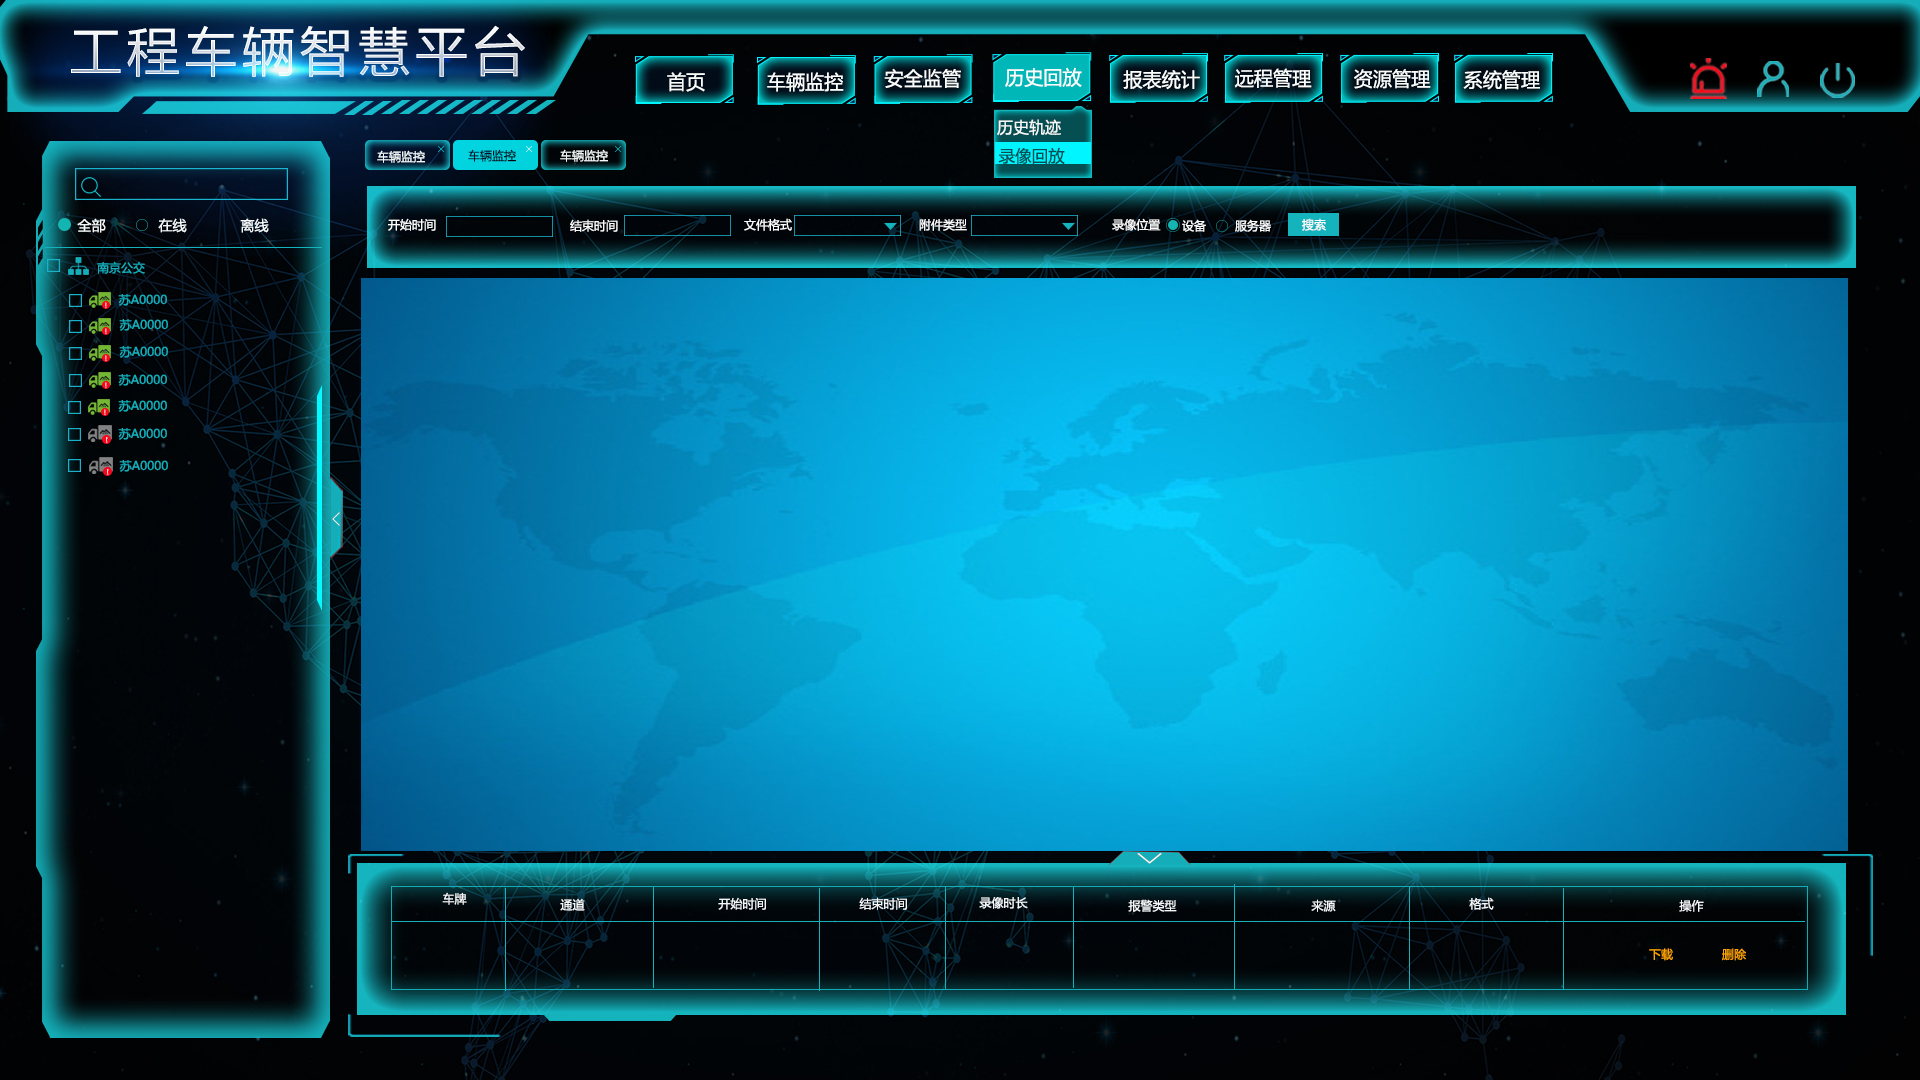 工程车辆智慧平台
首页
车辆监控
安全监管
历史回放
报表统计
远程管理
资源管理
系统管理
历史轨迹
录像回放
车辆监控
车辆监控
车辆监控
全部 在线 离线
南京公交
苏A0000
苏A0000
苏A0000
苏A0000
苏A0000
苏A0000
苏A0000
开始时间 结束时间 文件格式 附件类型 录像位置 设备 服务器 搜索
车牌 通道 开始时间 结束时间 录像时长 报警类型 来源 格式 操作
下载 删除